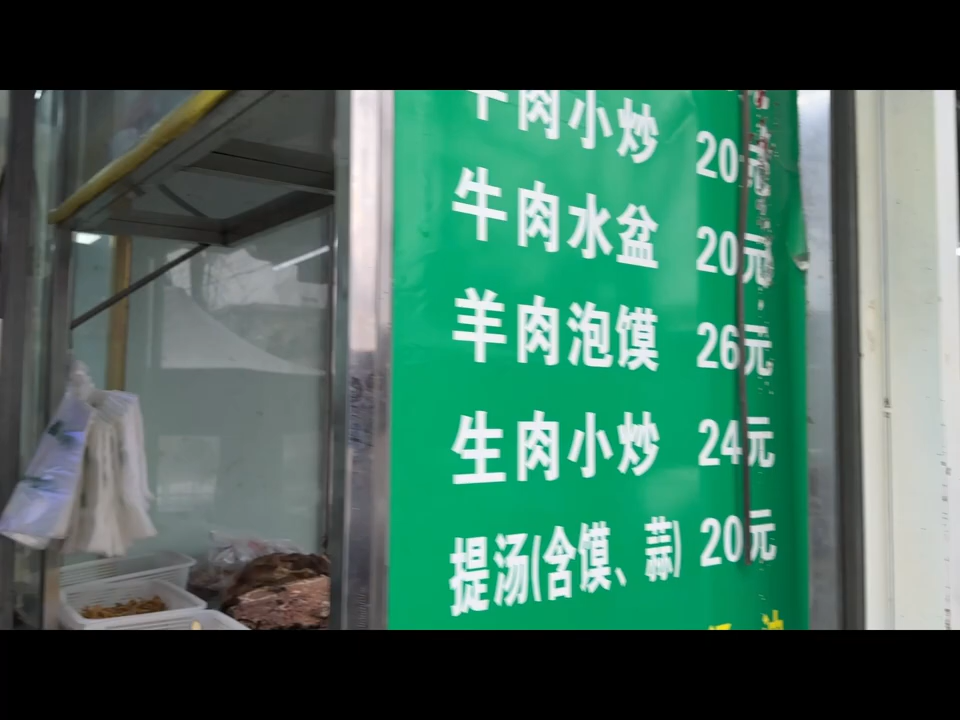 牛肉小炒 20元
牛肉水盆 20元
羊肉泡馍 26元
生肉小炒 24元
提汤(含馍、蒜) 20元